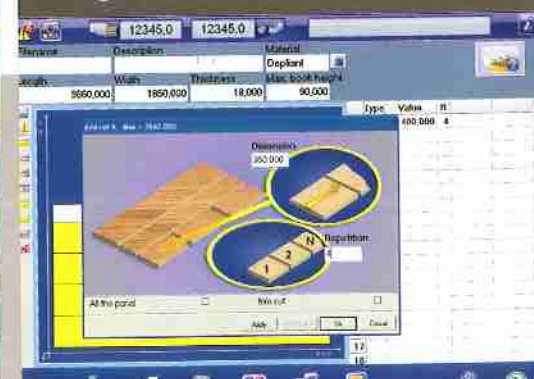 12345,0 12345,0
Filename Description Material
Depliant
Length Width Thickness Max. book height
5660,000 1850,000 18,000 90,000
Type Value n
400,000 4
Dimension
350.000
Repetition
N
2
1
All the panel
Trim cut
Apply Ok Cancel
17
18